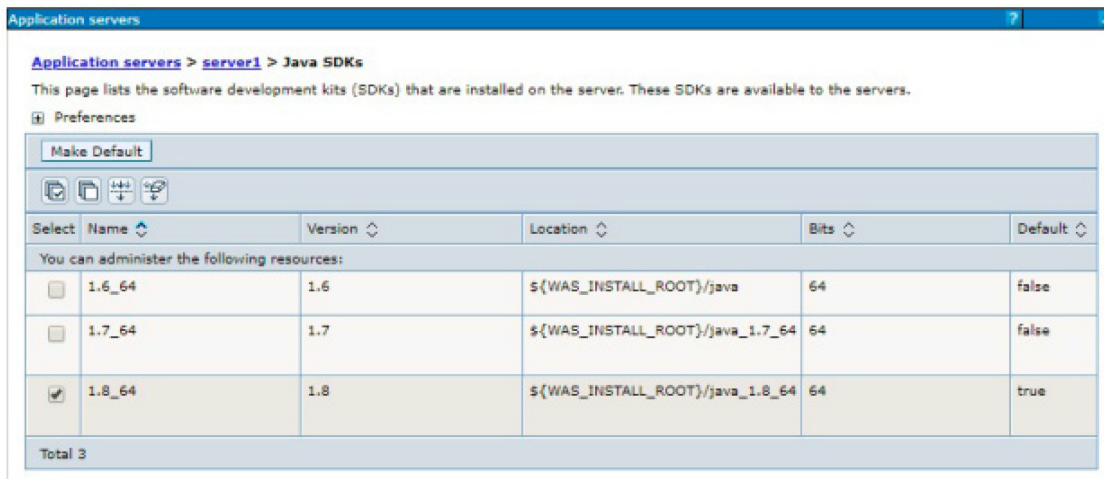 Application servers ?
Application servers > server1 > Java SDKs
This page lists the software development kits (SDKs) that are installed on the server. These SDKs are available to the servers.
Preferences
Make Default
Select Name Version Location Bits Default
You can administer the following resources:
1.6_64 1.6 ${WAS_INSTALL_ROOT}/java 64 false
1.7_64 1.7 ${WAS_INSTALL_ROOT}/java_1.7_64 64 false
1.8_64 1.8 ${WAS_INSTALL_ROOT}/java_1.8_64 64 true
Total 3